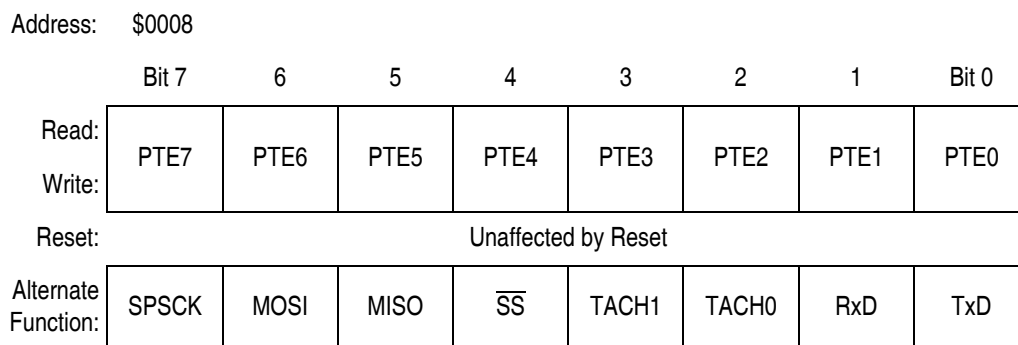 Address: $0008
Bit 7 6 5 4 3 2 1 Bit 0
Read:
PTE7 PTE6 PTE5 PTE4 PTE3 PTE2 PTE1 PTE0
Write:
Reset: Unaffected by Reset
Alternate
Function: SPSCK MOSI MISO S̅S̅ TACH1 TACH0 RxD TxD